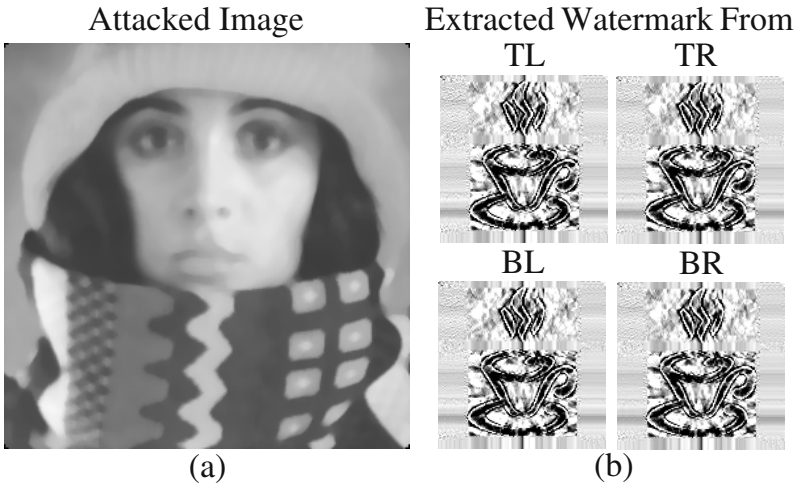 Attacked Image
Extracted Watermark From
TL TR
BL BR
(a)
(b)